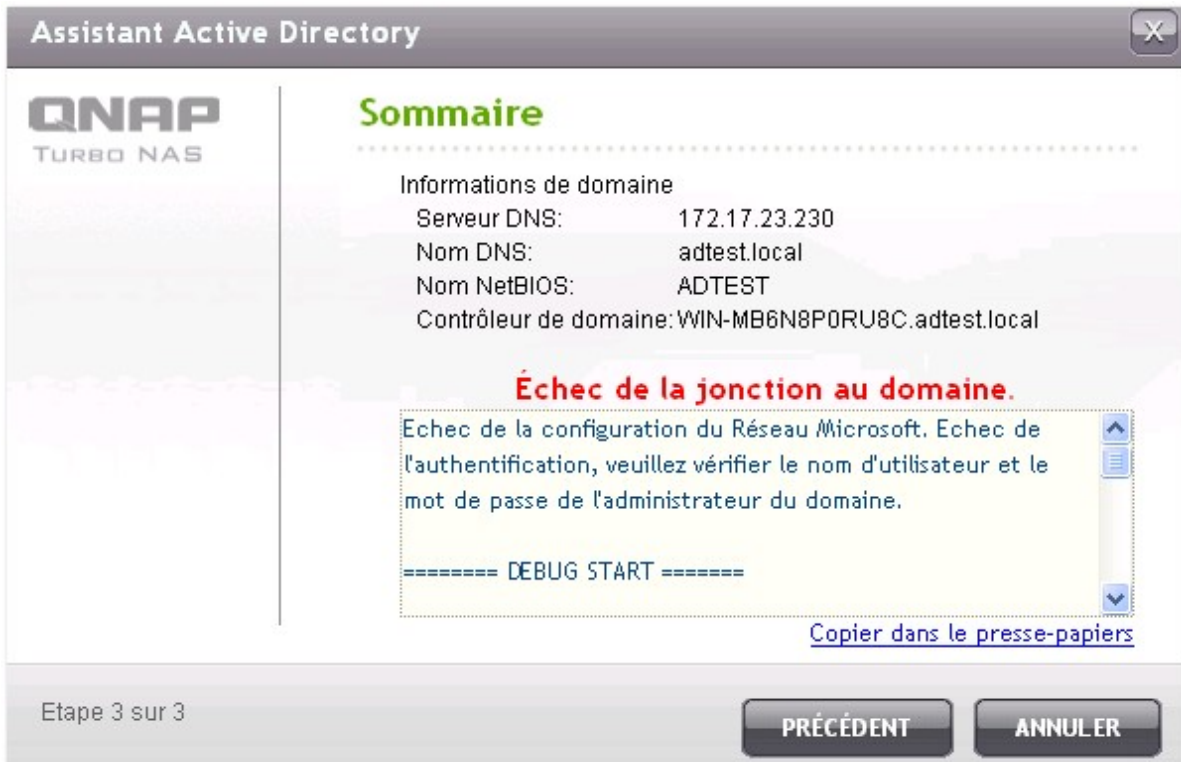 Assistant Active Directory
X
QNAP
TURBO NAS
Sommaire
Informations de domaine
Serveur DNS: 172.17.23.230
Nom DNS: adtest.local
Nom NetBIOS: ADTEST
Contrôleur de domaine: WIN-MB6N8P0RU8C.adtest.local
Échec de la jonction au domaine.
Echec de la configuration du Réseau Microsoft. Echec de
l'authentification, veuillez vérifier le nom d'utilisateur et le
mot de passe de l'administrateur du domaine.
======== DEBUG START =======
Copier dans le presse-papiers
Etape 3 sur 3
PRÉCÉDENT
ANNULER